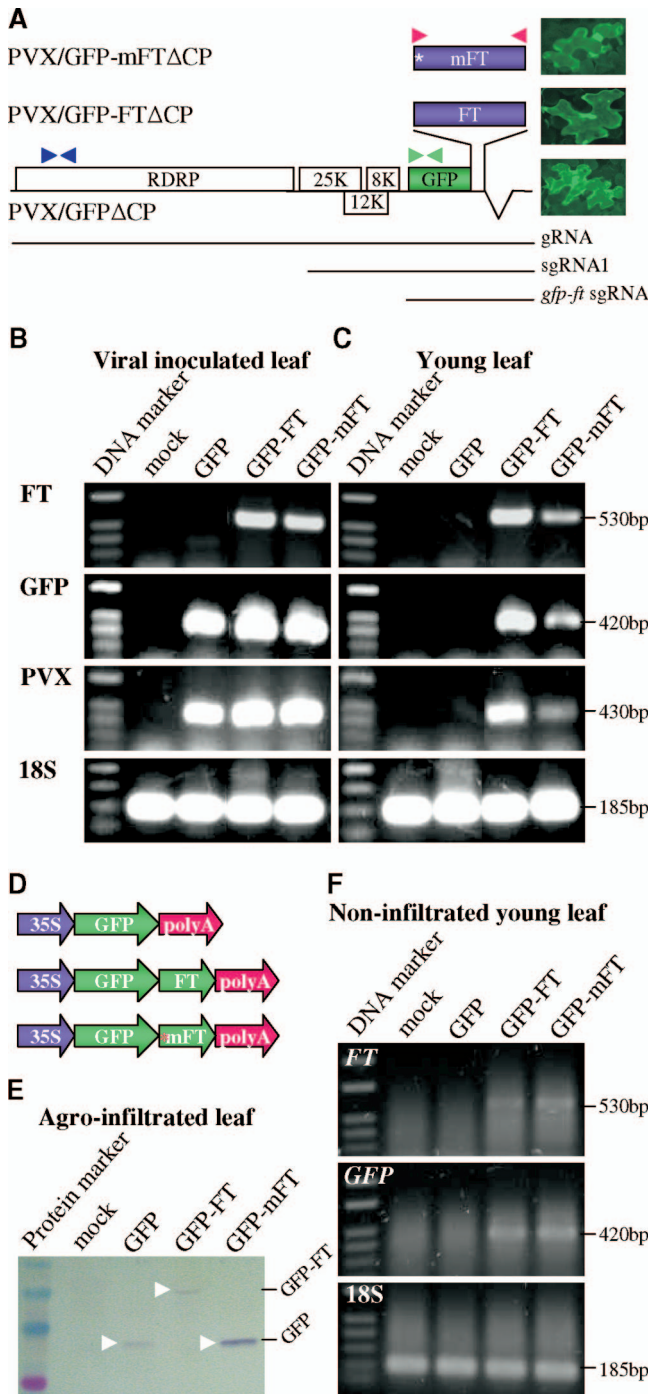 A
PVX/GFP-mFTΔCP
* mFT
PVX/GFP-FTΔCP
FT
RDRP
25K
8K
GFP
12K
PVX/GFPΔCP
gRNA
sgRNA1
gfp-ft sgRNA
B
Viral inoculated leaf
C
Young leaf
DNA marker
mock
GFP
GFP-FT
GFP-mFT
DNA marker
mock
GFP
GFP-FT
GFP-mFT
FT
530bp
GFP
420bp
PVX
430bp
18S
185bp
D
35S GFP polyA
35S GFP FT polyA
35S GFP *mFT polyA
E
Agro-infiltrated leaf
Protein marker
mock
GFP
GFP-FT
GFP-mFT
GFP-FT
GFP
F
Non-infiltrated young leaf
DNA marker
mock
GFP
GFP-FT
GFP-mFT
FT
530bp
GFP
420bp
18S
185bp